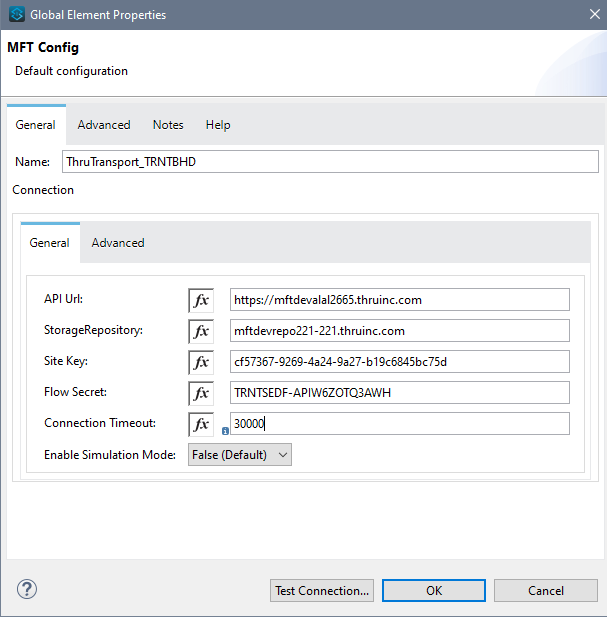 Global Element Properties
MFT Config
Default configuration
General Advanced Notes Help
Name: ThruTransport_TRNTBHD
Connection
General Advanced
API Url: fx https://mftdevalal2665.thruinc.com
StorageRepository: fx mftdevrepo221-221.thruinc.com
Site Key: fx cf57367-9269-4a24-9a27-b19c6845bc75d
Flow Secret: fx TRNTSEDF-APIW6ZOTQ3AWH
Connection Timeout: fx 30000
Enable Simulation Mode: False (Default)
? Test Connection... OK Cancel